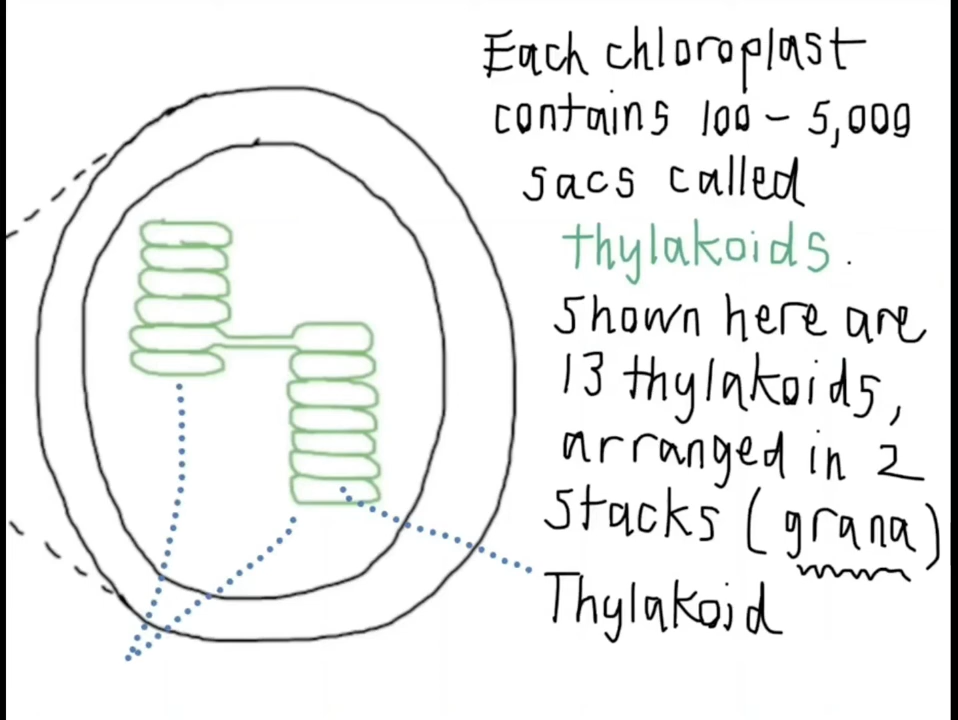 Each chloroplast
contains 100 - 5,000
sacs called
thylakoids.
Shown here are
13 thylakoids,
arranged in 2
stacks (grana)
Thylakoid